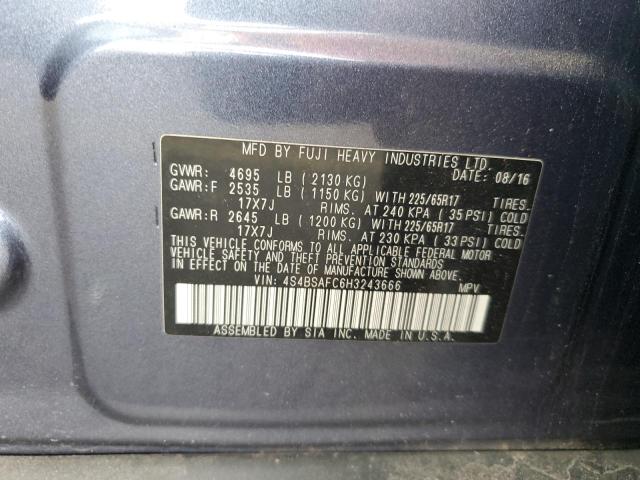 MFD BY FUJI HEAVY INDUSTRIES LTD.
GVWR: 4695 LB (2130 KG) DATE: 08/16
GAWR:F 2535 LB (1150 KG) WITH 225/65R17 TIRES,
17X7J RIMS. AT 240 KPA (35 PSI) COLD
GAWR:R 2645 LB (1200 KG) WITH 225/65R17 TIRES,
17X7J RIMS. AT 230 KPA (33 PSI) COLD
THIS VEHICLE CONFORMS TO ALL APPLICABLE FEDERAL MOTOR
VEHICLE SAFETY AND THEFT PREVENTION STANDARDS
IN EFFECT ON THE DATE OF MANUFACTURE SHOWN ABOVE.
VIN: 4S4BSAFC6H3243666 MPV
ASSEMBLED BY SIA INC. MADE IN U.S.A.